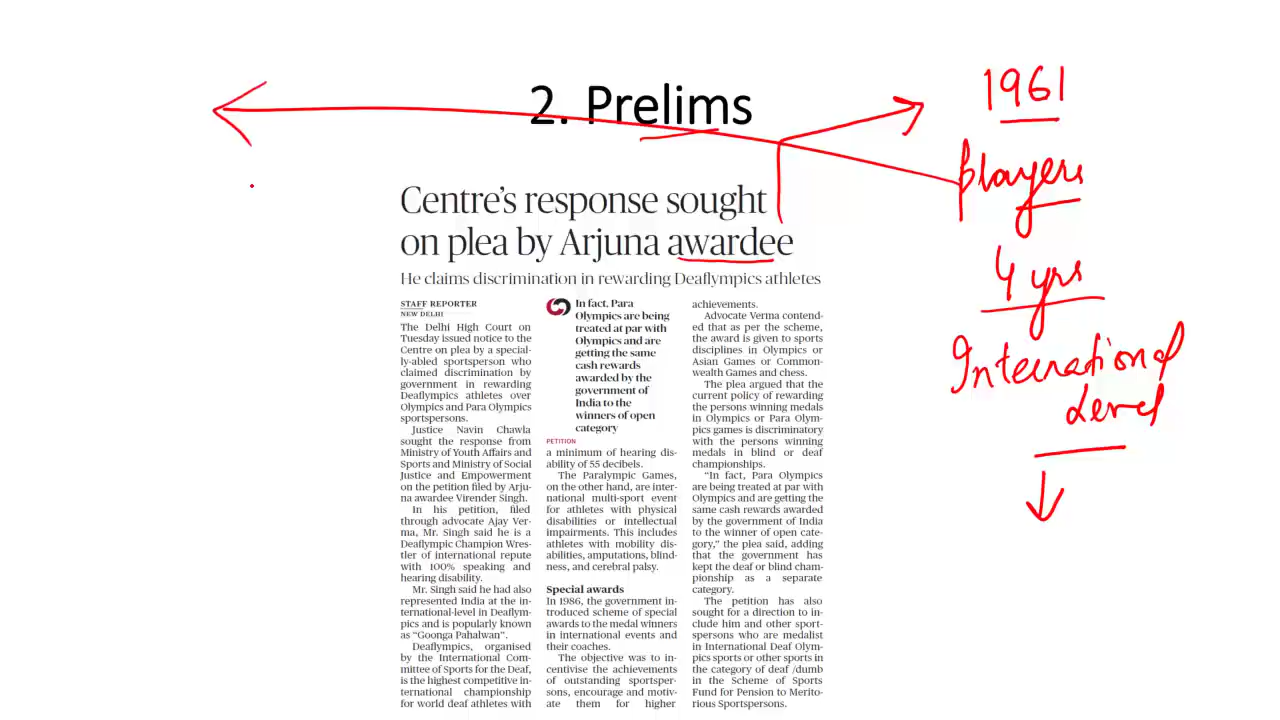 2. Prelims
Centre's response sought
on plea by Arjuna awardee
He claims discrimination in rewarding Deaflympics athletes
STAFF REPORTER
NEW DELHI
The Delhi High Court on
Tuesday issued notice to the
Centre on plea by a special-
ly-abled sportsperson who
claimed discrimination by
government in rewarding
Deaflympics athletes over
Olympics and Para Olympics
sportspersons.
Justice Navin Chawla
sought the response from
Ministry of Youth Affairs and
Sports and Ministry of Social
Justice and Empowerment
on the petition filed by Arju-
na awardee Virender Singh.
In his petition, filed
through advocate Ajay Ver-
ma, Mr. Singh said he is a
Deaflympic Champion Wres-
tler of international repute
with 100% speaking and
hearing disability.
Mr. Singh said he had also
represented India at the in-
ternational-level in Deaflym-
pics and is popularly known
as “Goonga Pahalwan”.
Deaflympics, organised
by the International Com-
mittee of Sports for the Deaf,
is the highest competitive in-
ternational championship
for world deaf athletes with
In fact, Para
Olympics are being
treated at par with
Olympics and are
getting the same
cash rewards
awarded by the
government of
India to the
winners of open
category
PETITION
a minimum of hearing dis-
ability of 55 decibels.
The Paralympic Games,
on the other hand, are inter-
national multi-sport event
for athletes with physical
disabilities or intellectual
impairments. This includes
athletes with mobility dis-
abilities, amputations, blind-
ness, and cerebral palsy.
Special awards
In 1986, the government in-
troduced scheme of special
awards to the medal winners
in international events and
their coaches.
The objective was to in-
centivise the achievements
of outstanding sportsper-
sons, encourage and motiv-
ate them for higher
achievements.
Advocate Verma contend-
ed that as per the scheme,
the award is given to sports
disciplines in Olympics or
Asian Games or Common-
wealth Games and chess.
The plea argued that the
current policy of rewarding
the persons winning medals
in Olympics or Para Olym-
pics games is discriminatory
with the persons winning
medals in blind or deaf
championships.
“In fact, Para Olympics
are being treated at par with
Olympics and are getting the
same cash rewards awarded
by the government of India
to the winner of open cate-
gory,” the plea said, adding
that the government has
kept the deaf or blind cham-
pionship as a separate
category.
The petition has also
sought for a direction to in-
clude him and other sport-
spersons who are medalist
in International Deaf Olym-
pics sports or other sports in
the category of deaf /dumb
in the Scheme of Sports
Fund for Pension to Merito-
rious Sportspersons.
1961
players
4 yrs
International
Level